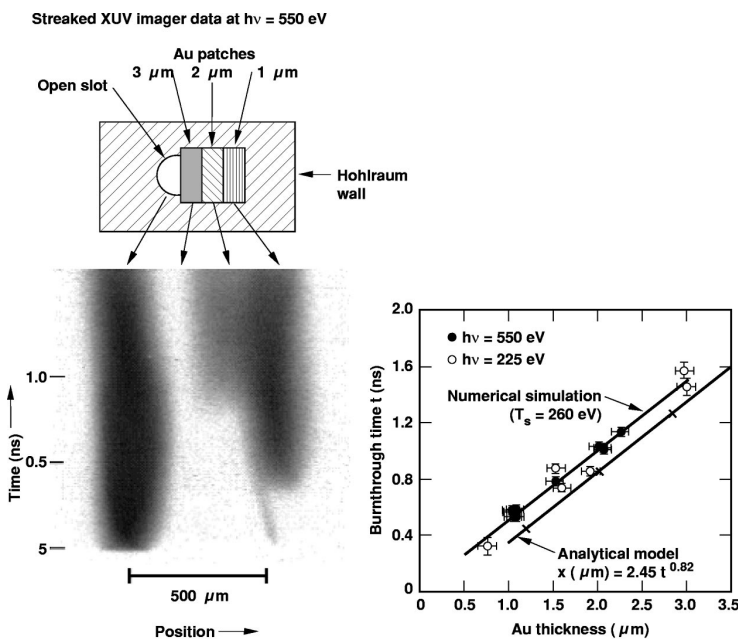 Streaked XUV imager data at hν = 550 eV
Au patches
3 µm 2 µm 1 µm
Open slot
Hohlraum
wall
Time (ns)
1.0
0.5
5
500 µm
Position
Burnthrough time t (ns)
2.0
1.6
1.2
0.8
0.4
0
hν = 550 eV
hν = 225 eV
Numerical simulation
(Ts = 260 eV)
Analytical model
x (µm) = 2.45 t^0.82
0 0.5 1.0 1.5 2.0 2.5 3.0 3.5
Au thickness (µm)